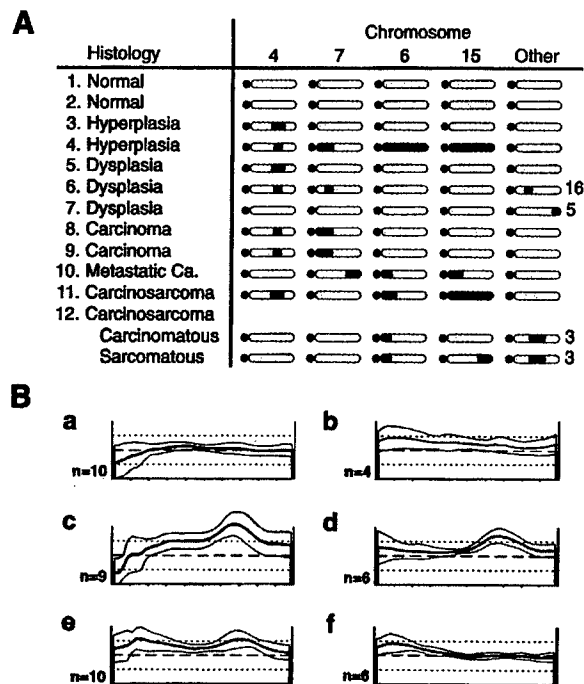 A
Chromosome
Histology 4 7 6 15 Other
1. Normal
2. Normal
3. Hyperplasia
4. Hyperplasia
5. Dysplasia
6. Dysplasia 16
7. Dysplasia 5
8. Carcinoma
9. Carcinoma
10. Metastatic Ca.
11. Carcinosarcoma
12. Carcinosarcoma
Carcinomatous 3
Sarcomatous 3
B
a b
n=10 n=4
c d
n=9 n=6
e f
n=10 n=6